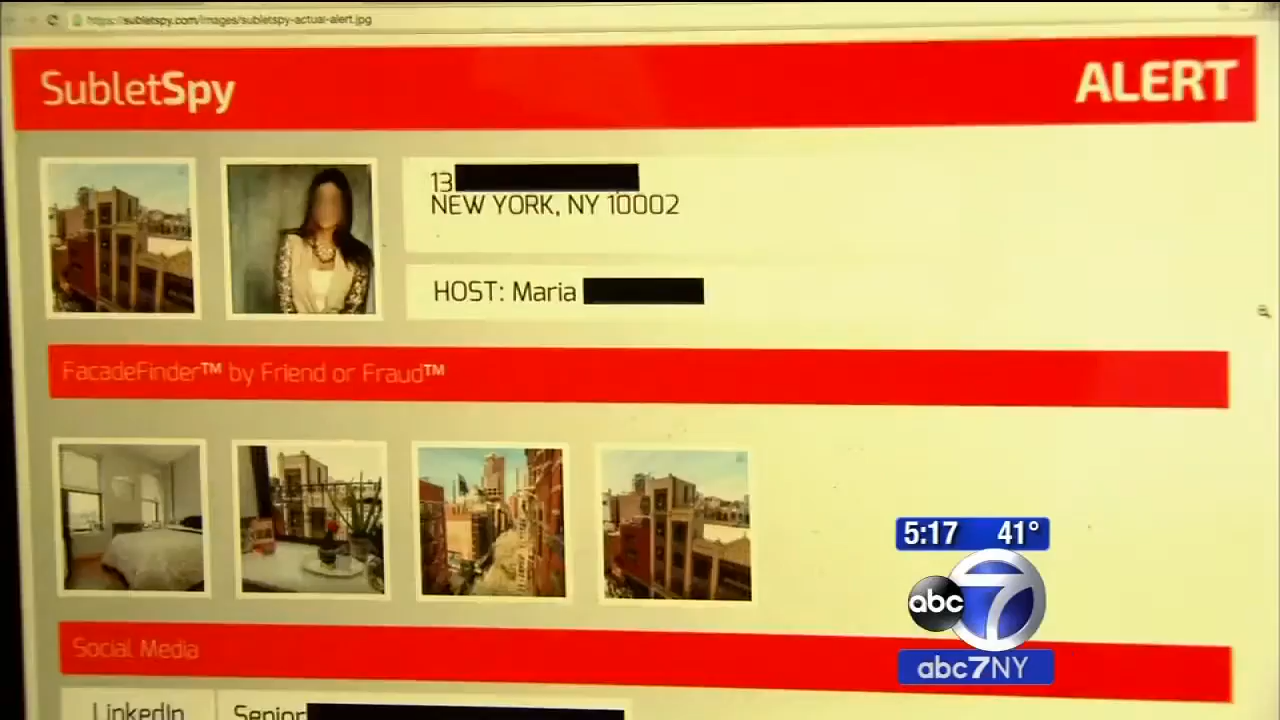 https://subletspy.com/images/subletspy-actual-alert.jpg
SubletSpy
ALERT
13
NEW YORK, NY 10002
HOST: Maria
FacadeFinder™ by Friend or Fraud™
Social Media
LinkedIn
Senior
5:17 41°
abc 7
abc7NY